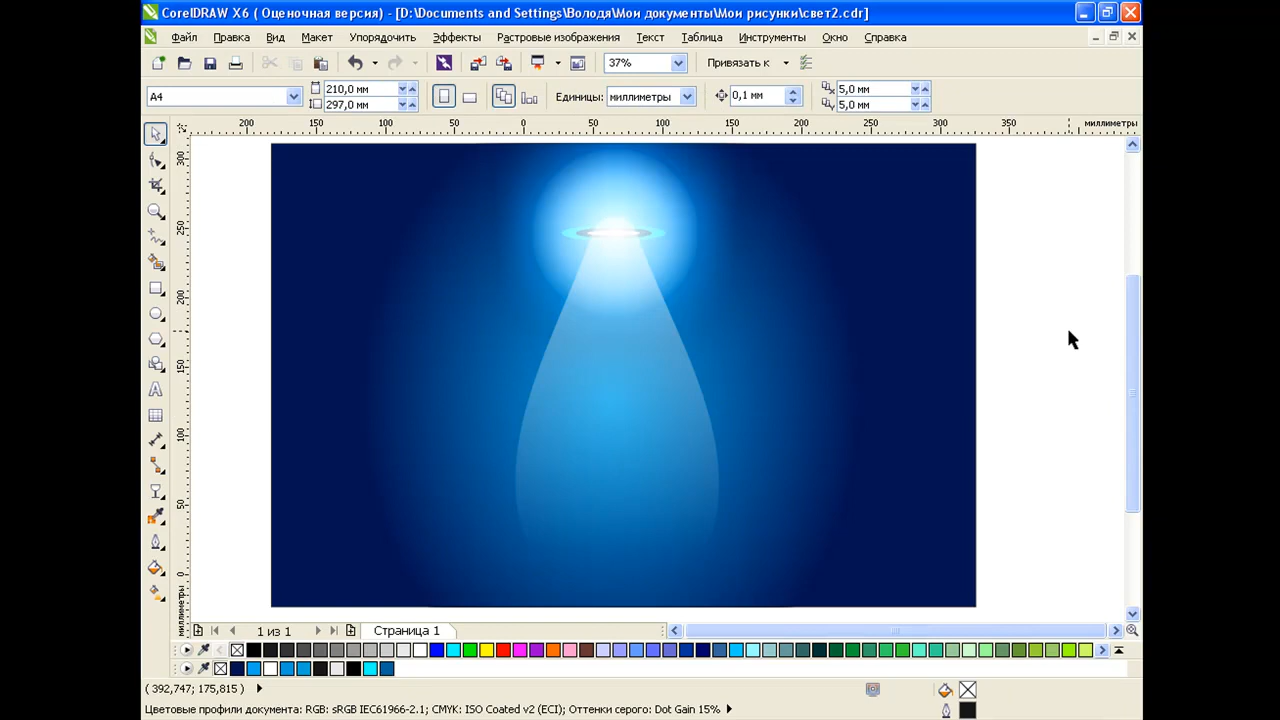 CorelDRAW X6 ( Оценочная версия) - [D:\Documents and Settings\Володя\Мои документы\Мои рисунки\свет2.cdr]
Файл Правка Вид Макет Упорядочить Эффекты Растровые изображения Текст Таблица Инструменты Окно Справка
37% Привязать к
A4 210,0 мм 297,0 мм Единицы: миллиметры 0,1 мм 5,0 мм 5,0 мм
200 150 100 50 0 50 100 150 200 250 300 350 миллиметры
300
250
200
150
100
50
0
миллиметры
1 из 1 Страница 1
( 392,747; 175,815 )
Цветовые профили документа: RGB: sRGB IEC61966-2.1; CMYK: ISO Coated v2 (ECI); Оттенки серого: Dot Gain 15%